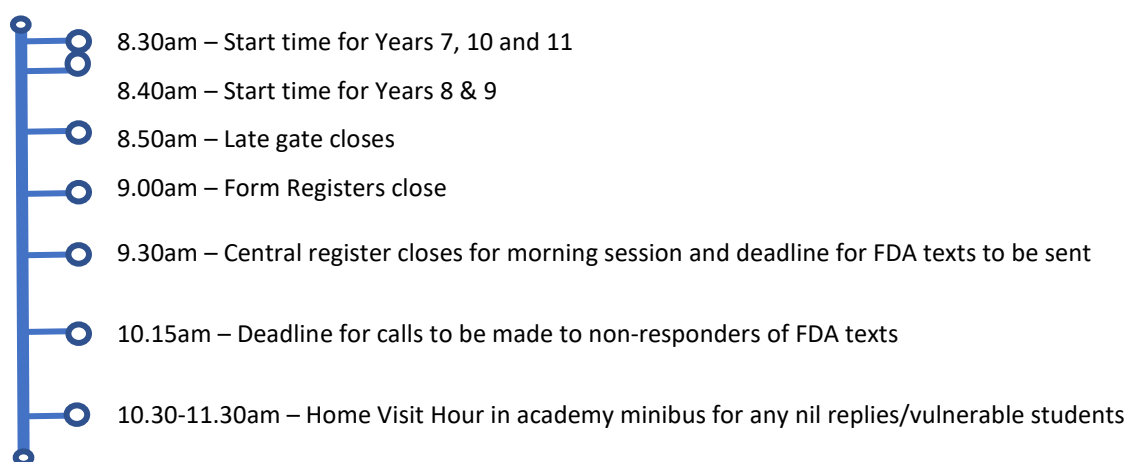 8.30am – Start time for Years 7, 10 and 11
8.40am – Start time for Years 8 & 9
8.50am – Late gate closes
9.00am – Form Registers close
9.30am – Central register closes for morning session and deadline for FDA texts to be sent
10.15am – Deadline for calls to be made to non-responders of FDA texts
10.30-11.30am – Home Visit Hour in academy minibus for any nil replies/vulnerable students